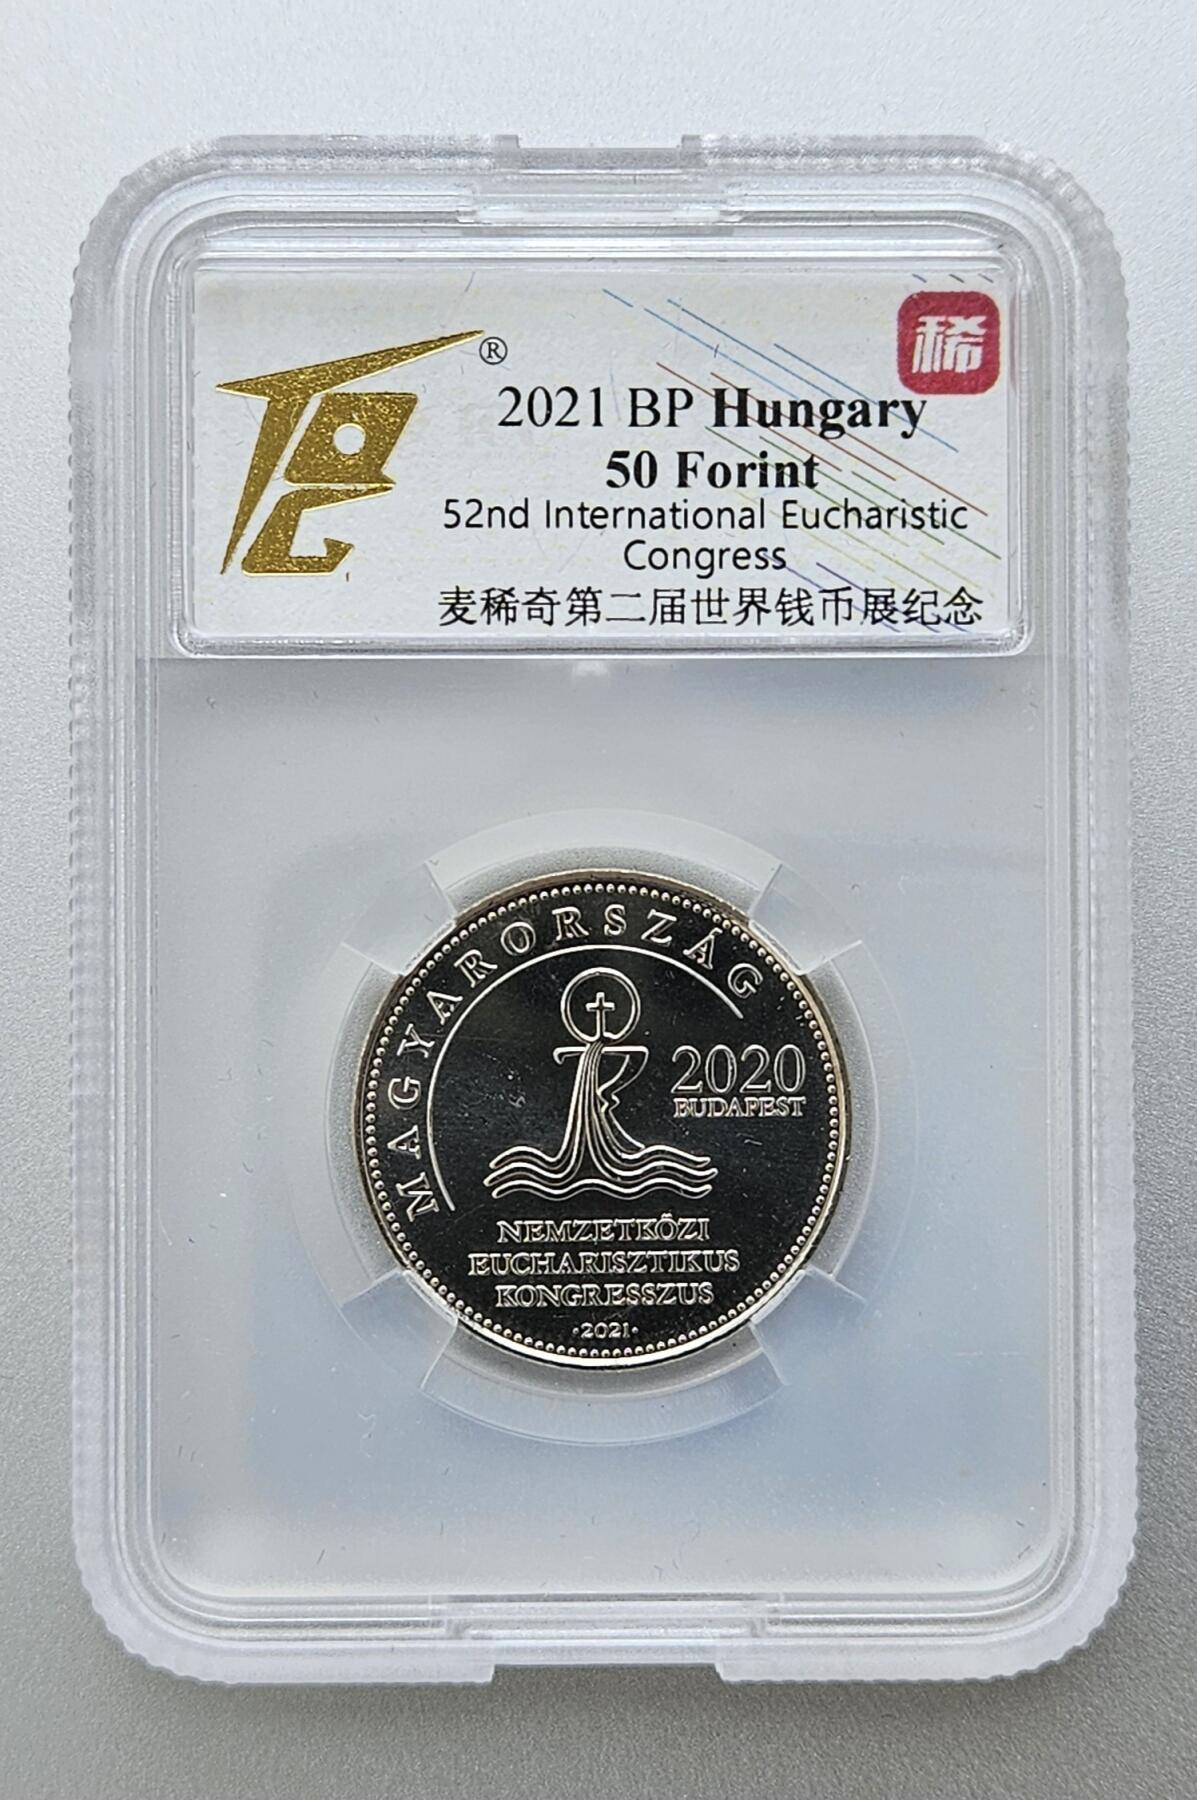 稀
®
2021 BP Hungary
50 Forint
52nd International Eucharistic
Congress
麦稀奇第二届世界钱币展纪念
MAGYARORSZÁG
2020
BUDAPEST
NEMZETKÖZI
EUCHARISZTIKUS
KONGRESSZUS
·2021·